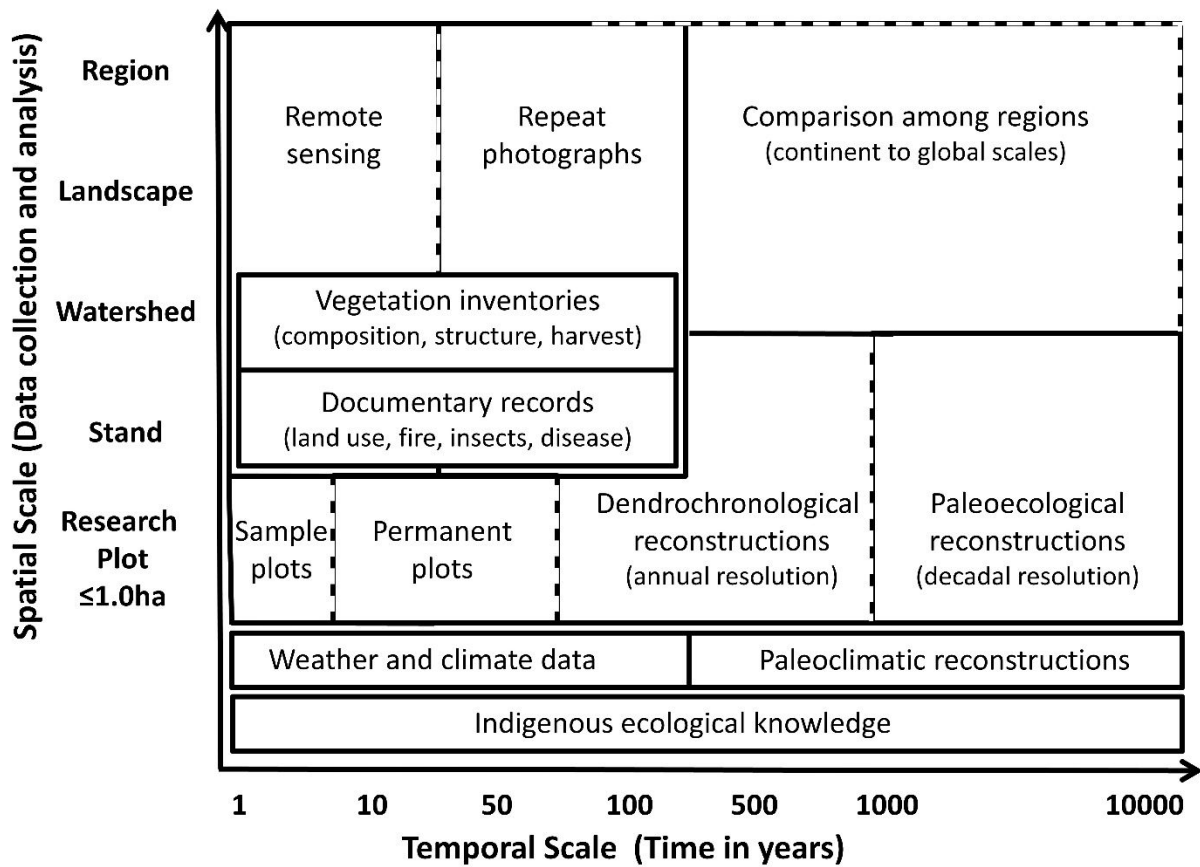 Spatial Scale (Data collection and analysis)
Region
Landscape
Watershed
Stand
Research
Plot
≤1.0ha
Remote
sensing
Repeat
photographs
Comparison among regions
(continent to global scales)
Vegetation inventories
(composition, structure, harvest)
Documentary records
(land use, fire, insects, disease)
Sample
plots
Permanent
plots
Dendrochronological
reconstructions
(annual resolution)
Paleoecological
reconstructions
(decadal resolution)
Weather and climate data
Paleoclimatic reconstructions
Indigenous ecological knowledge
1 10 50 100 500 1000 10000
Temporal Scale (Time in years)